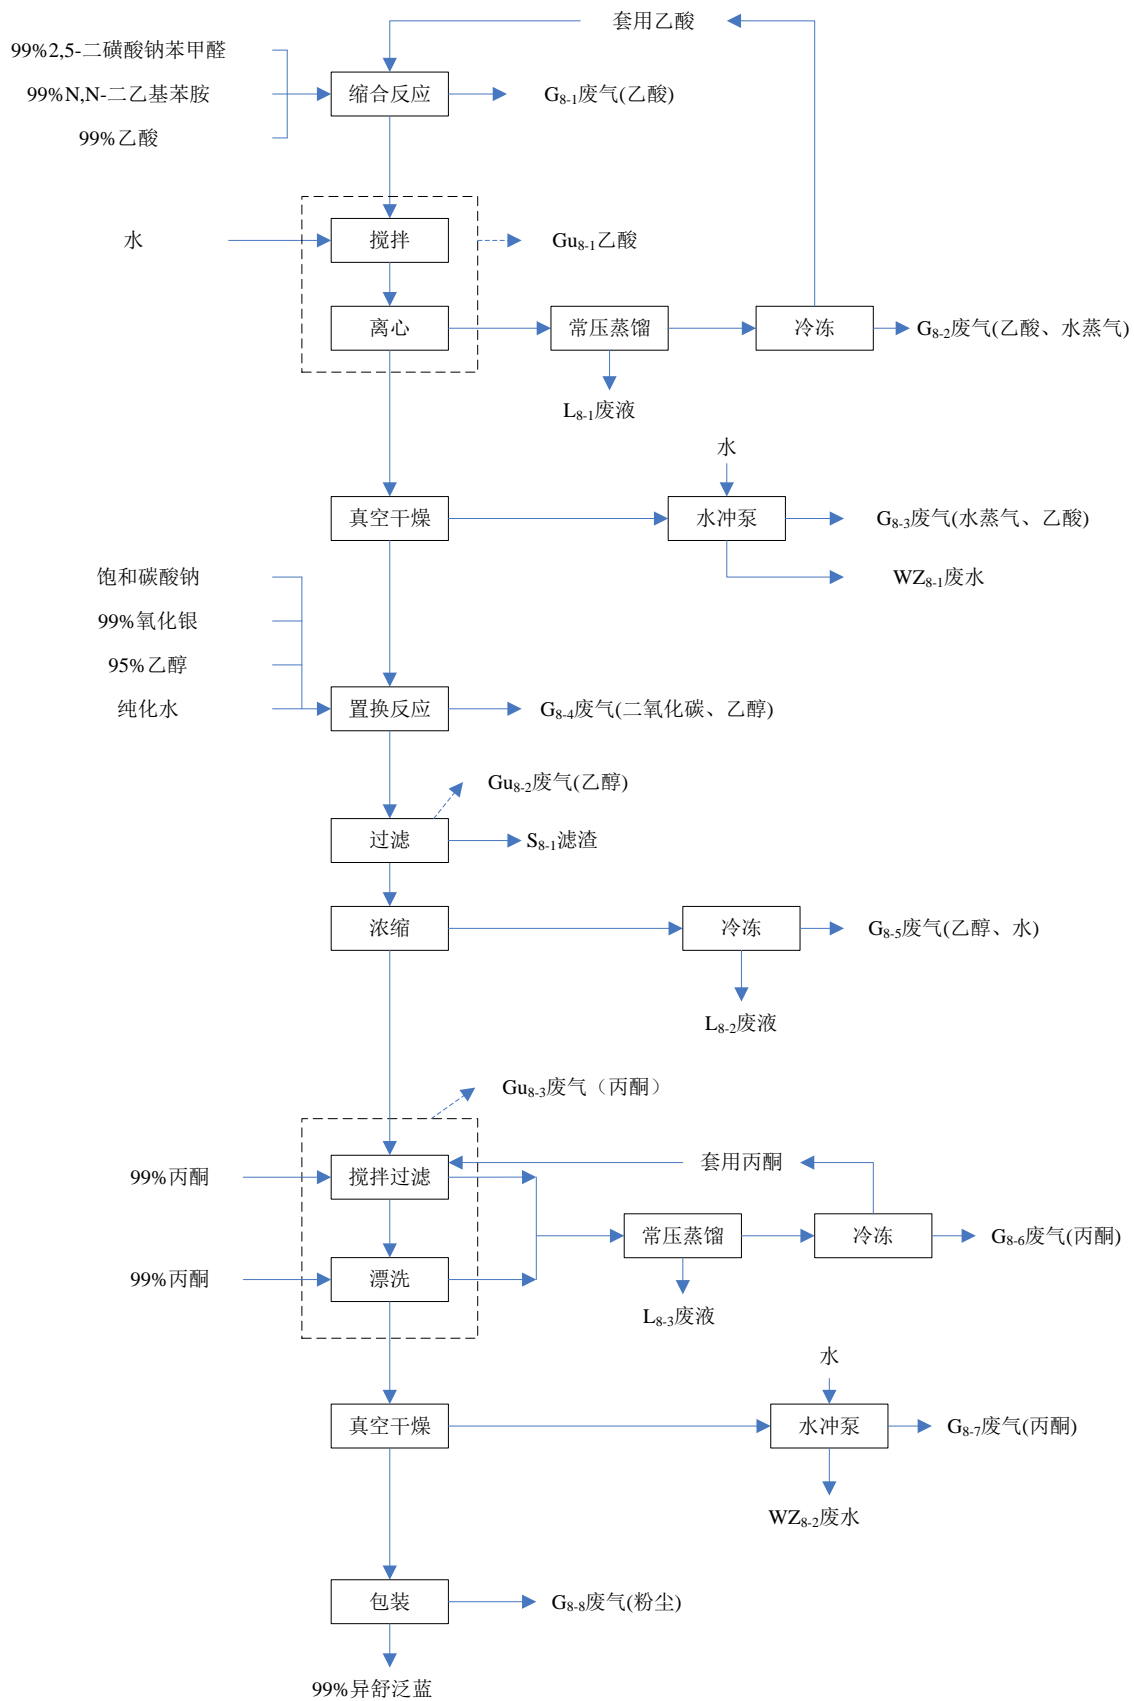 套用乙酸
99%2,5-二磺酸钠苯甲醛
99%N,N-二乙基苯胺
缩合反应
G8-1废气(乙酸)
99%乙酸
水
搅拌
Gu8-1乙酸
离心
常压蒸馏
冷冻
G8-2废气(乙酸、水蒸气)
L8-1废液
水
真空干燥
水冲泵
G8-3废气(水蒸气、乙酸)
WZ8-1废水
饱和碳酸钠
99%氧化银
95%乙醇
纯化水
置换反应
G8-4废气(二氧化碳、乙醇)
Gu8-2废气(乙醇)
过滤
S8-1滤渣
浓缩
冷冻
G8-5废气(乙醇、水)
L8-2废液
Gu8-3废气（丙酮）
99%丙酮
搅拌过滤
套用丙酮
常压蒸馏
冷冻
G8-6废气(丙酮)
99%丙酮
漂洗
L8-3废液
水
真空干燥
水冲泵
G8-7废气(丙酮)
WZ8-2废水
包装
G8-8废气(粉尘)
99%异舒泛蓝